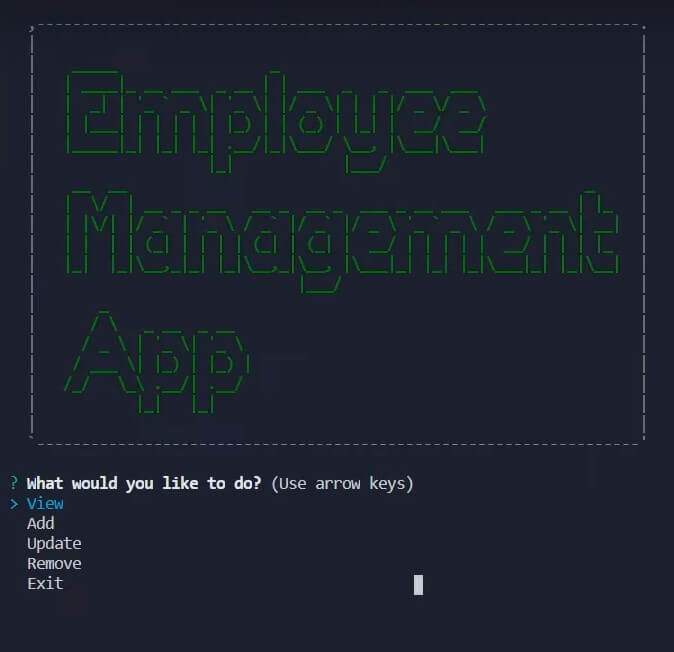 Employee
Management
App
? What would you like to do? (Use arrow keys)
> View
Add
Update
Remove
Exit